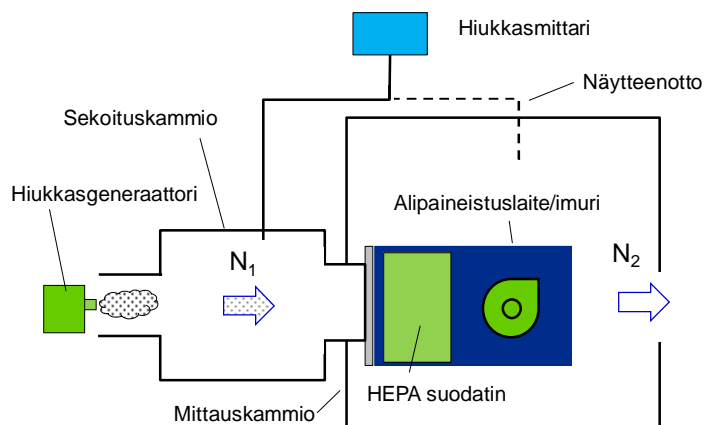 Hiukkasmittari
Näytteenotto
Sekoituskammio
Hiukkasgeneraattori
Alipaineistuslaite/imuri
N1
N2
HEPA suodatin
Mittauskammio